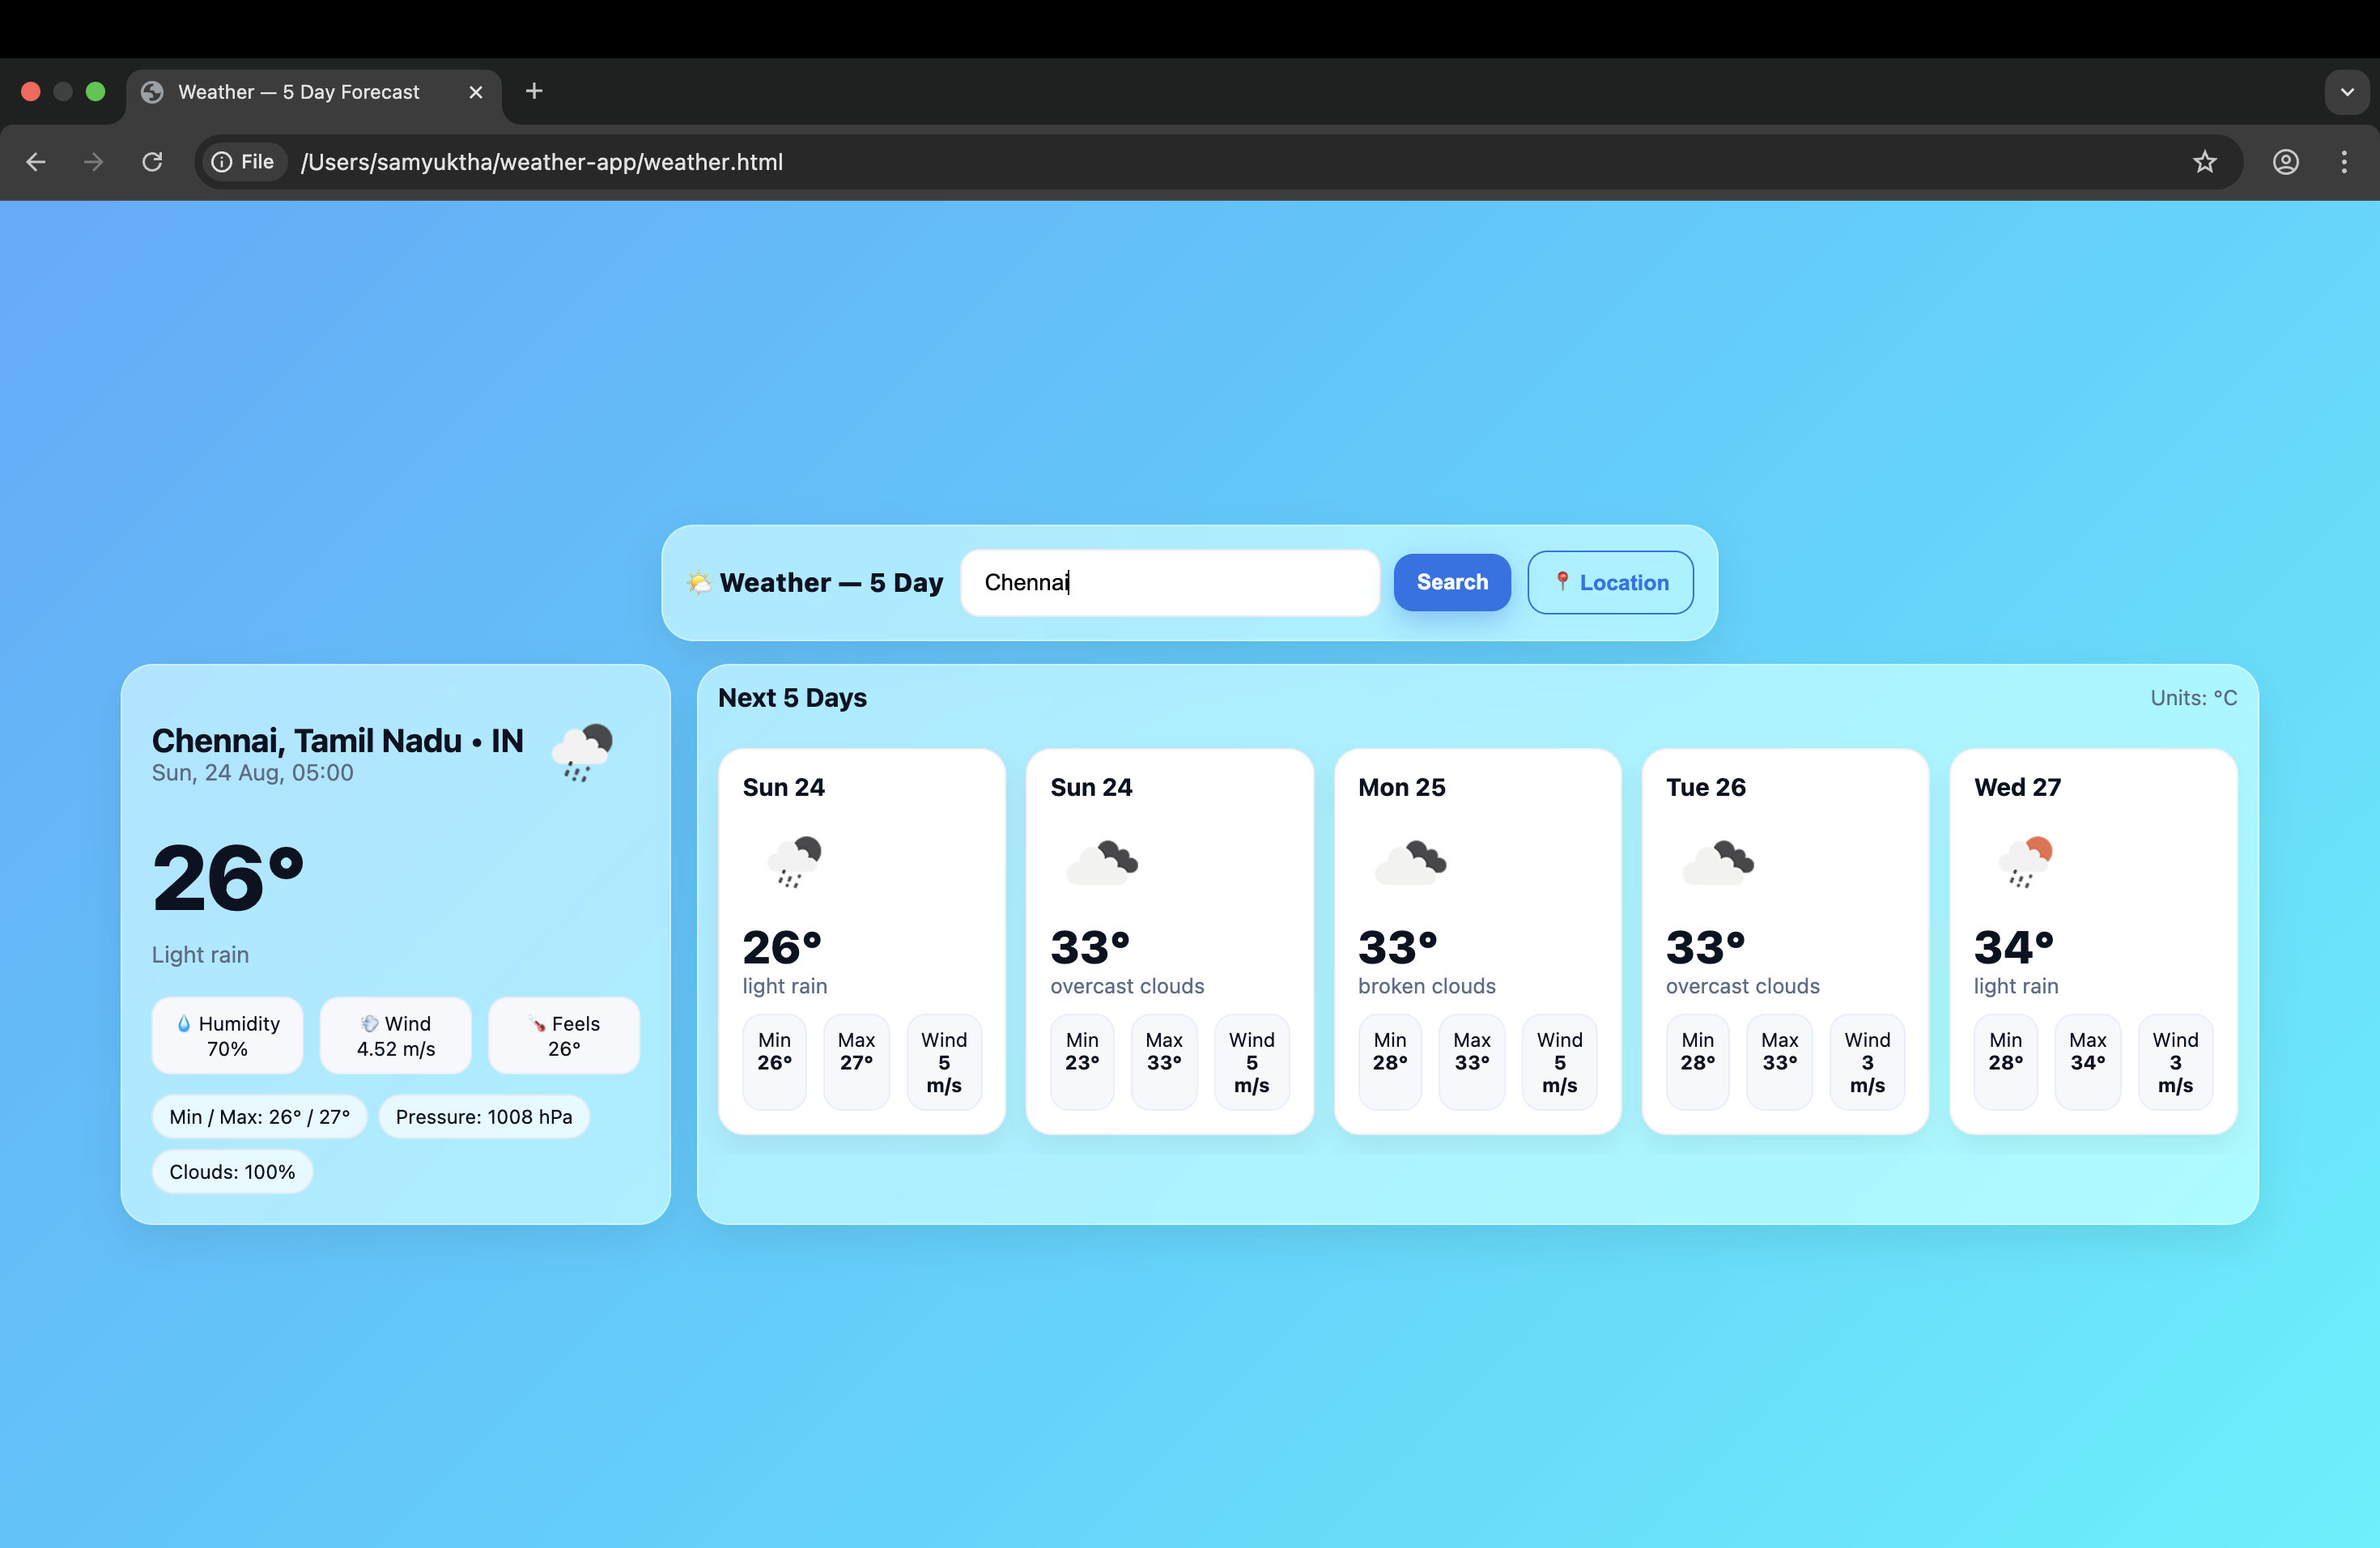 Weather — 5 Day Forecast
File /Users/samyuktha/weather-app/weather.html
Weather — 5 Day
Chennai
Search
Location
Chennai, Tamil Nadu • IN
Sun, 24 Aug, 05:00
26°
Light rain
Humidity
70%
Wind
4.52 m/s
Feels
26°
Min / Max: 26° / 27°
Pressure: 1008 hPa
Clouds: 100%
Next 5 Days
Units: °C
Sun 24
26°
light rain
Min
26°
Max
27°
Wind
5
m/s
Sun 24
33°
overcast clouds
Min
23°
Max
33°
Wind
5
m/s
Mon 25
33°
broken clouds
Min
28°
Max
33°
Wind
5
m/s
Tue 26
33°
overcast clouds
Min
28°
Max
33°
Wind
3
m/s
Wed 27
34°
light rain
Min
28°
Max
34°
Wind
3
m/s